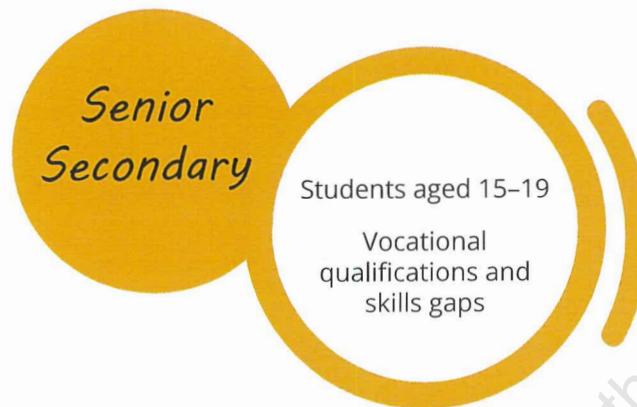 Senior
Secondary
Students aged 15–19
Vocational
qualifications and
skills gaps